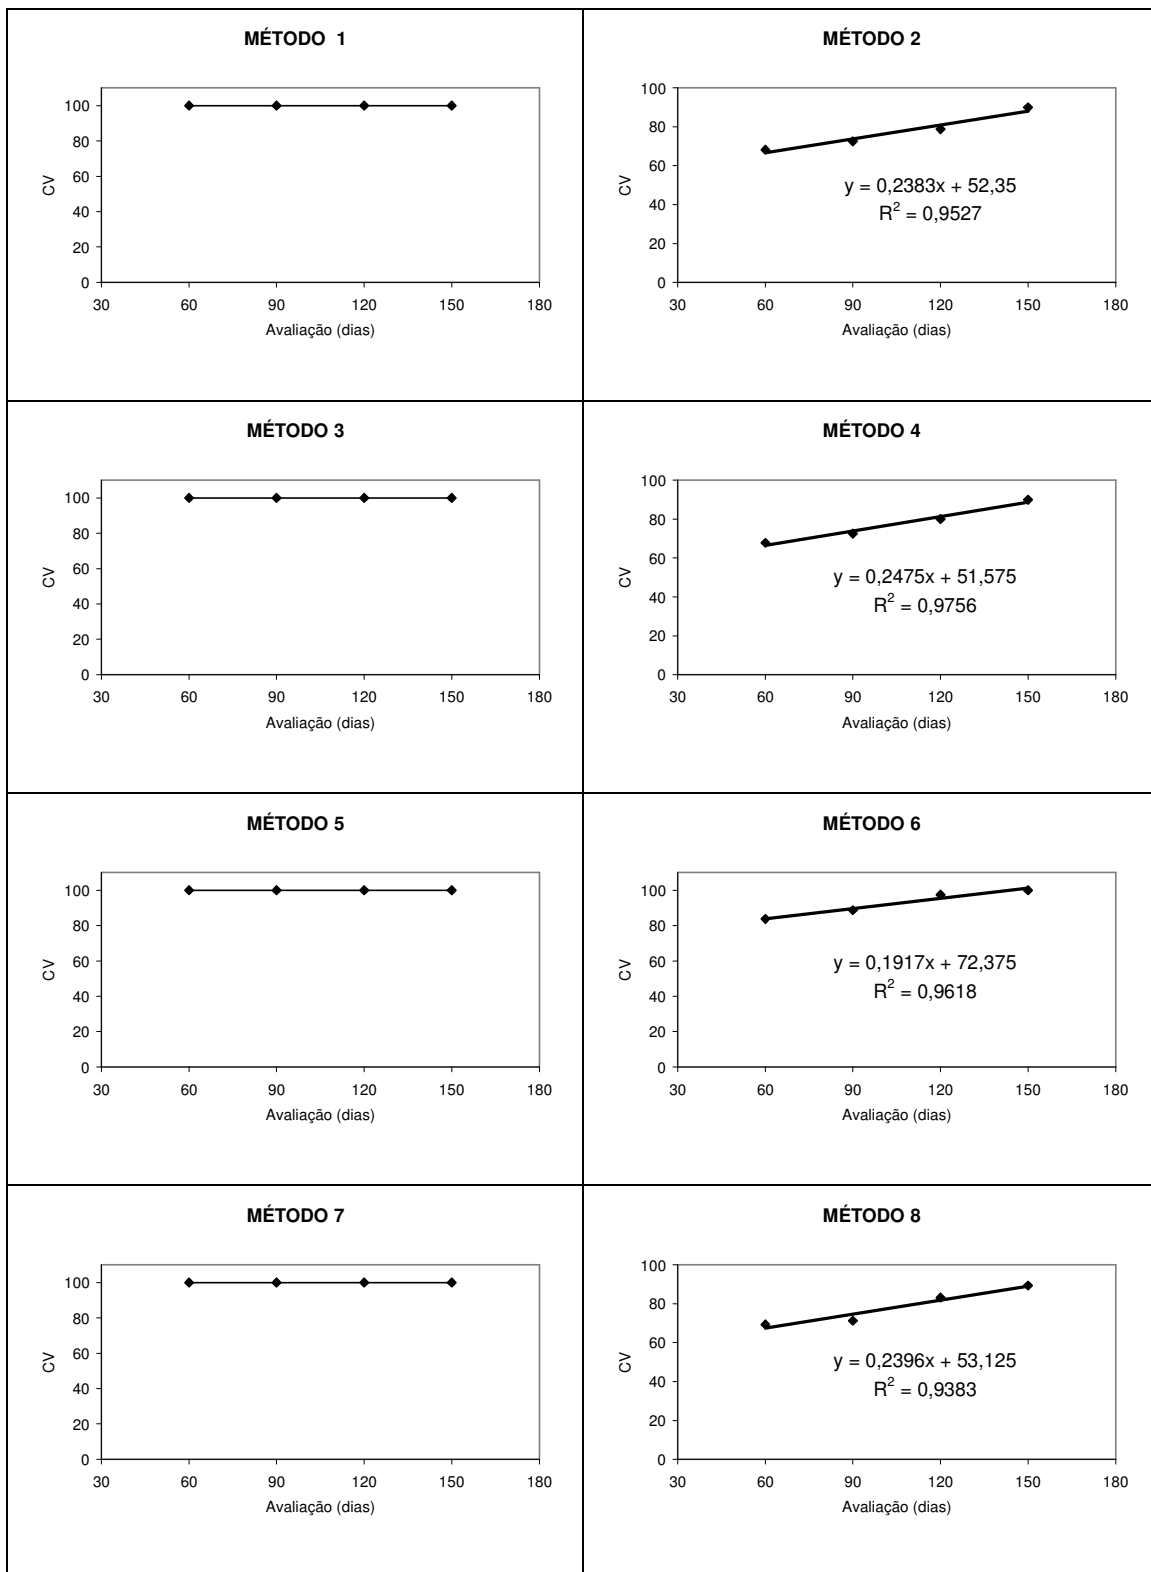 MÉTODO 1
100
80
60
40
20
0
CV
30 60 90 120 150 180
Avaliação (dias)
MÉTODO 2
100
80
60
40
20
0
CV
y = 0,2383x + 52,35
R² = 0,9527
30 60 90 120 150 180
Avaliação (dias)
MÉTODO 3
100
80
60
40
20
0
CV
30 60 90 120 150 180
Avaliação (dias)
MÉTODO 4
100
80
60
40
20
0
CV
y = 0,2475x + 51,575
R² = 0,9756
30 60 90 120 150 180
Avaliação (dias)
MÉTODO 5
100
80
60
40
20
0
CV
30 60 90 120 150 180
Avaliação (dias)
MÉTODO 6
100
80
60
40
20
0
CV
y = 0,1917x + 72,375
R² = 0,9618
30 60 90 120 150 180
Avaliação (dias)
MÉTODO 7
100
80
60
40
20
0
CV
30 60 90 120 150 180
Avaliação (dias)
MÉTODO 8
100
80
60
40
20
0
CV
y = 0,2396x + 53,125
R² = 0,9383
30 60 90 120 150 180
Avaliação (dias)